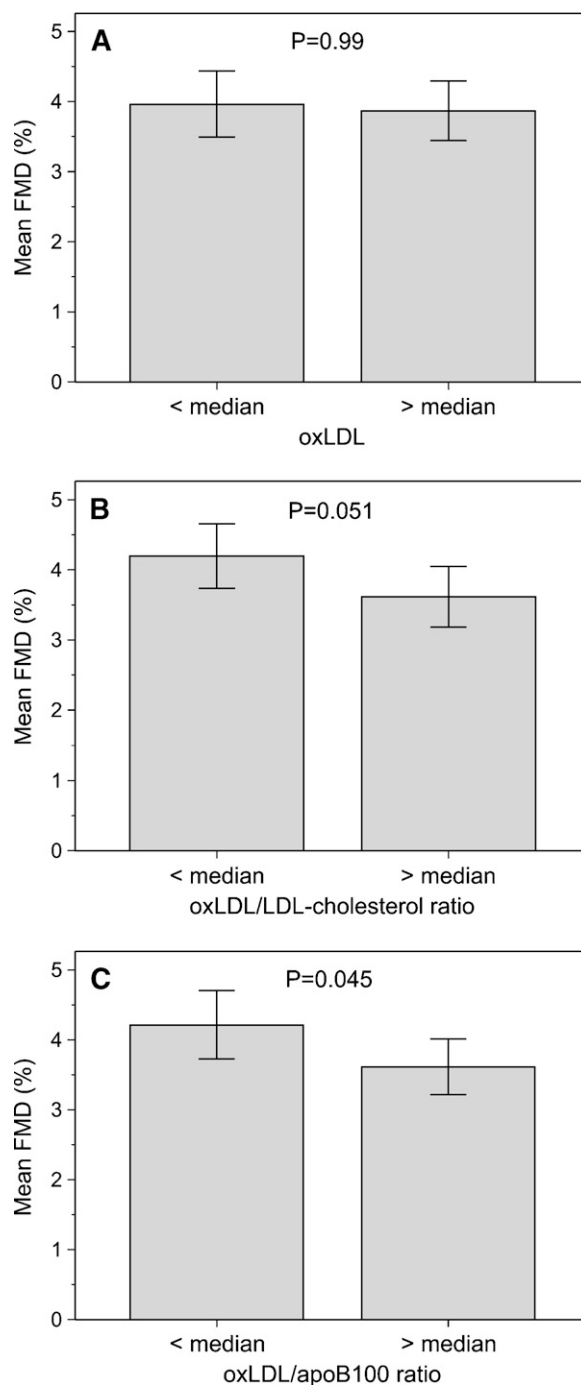 A
P=0.99
Mean FMD (%)
5
4
3
2
1
0
< median > median
oxLDL
B
P=0.051
Mean FMD (%)
5
4
3
2
1
0
< median > median
oxLDL/LDL-cholesterol ratio
C
P=0.045
Mean FMD (%)
5
4
3
2
1
0
< median > median
oxLDL/apoB100 ratio